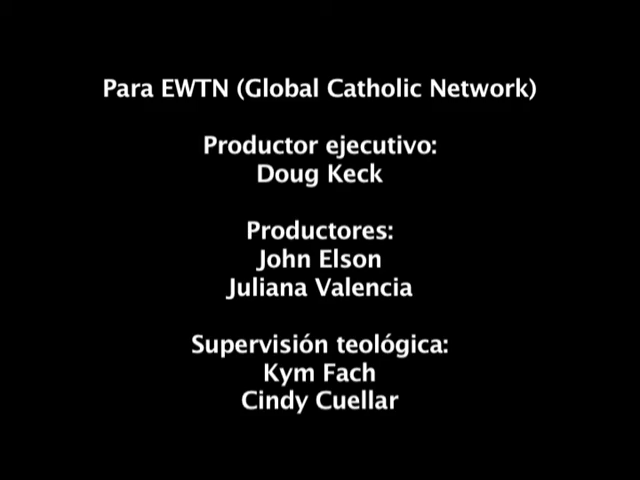 Para EWTN (Global Catholic Network)
Productor ejecutivo:
Doug Keck
Productores:
John Elson
Juliana Valencia
Supervisión teológica:
Kym Fach
Cindy Cuellar